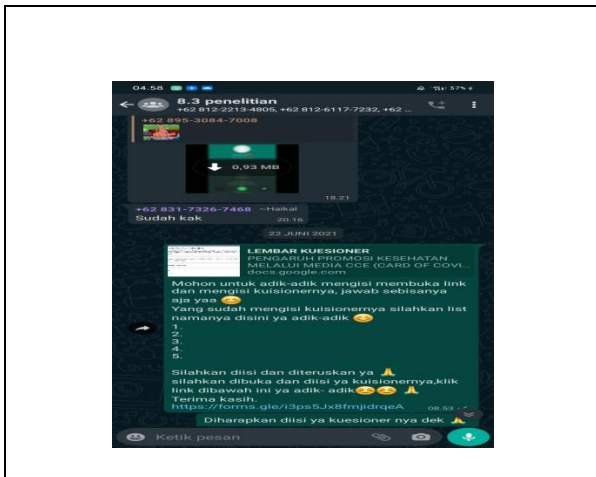 04.58
57%
8.3 penelitian
+62 812-2213-4805, +62 812-6117-7232, +62 ...
+62 895-3084-7008
0,93 MB
18.21
+62 831-7326-7468 ~Haikal
Sudah kak
20.16
22 JUNI 2021
LEMBAR KUESIONER
PENGARUH PROMOSI KESEHATAN
MELALUI MEDIA CCE (CARD OF COVI...
docs.google.com
Mohon untuk adik-adik mengisi membuka link
dan mengisi kuisionernya, jawab sebisanya
aja yaa 😊
Yang sudah mengisi kuisionernya silahkan list
namanya disini ya adik-adik 😊
1.
2.
3.
4.
5.
Silahkan diisi dan diteruskan ya 🙏
silahkan dibuka dan diisi ya kuisionernya,klik
link dibawah ini ya adik- adik😊😊 🙏
Terima kasih.
https://forms.gle/i3ps5Jx8fmjidrqeA
08.53
Diharapkan diisi ya kuesioner nya dek 🙏
Ketik pesan